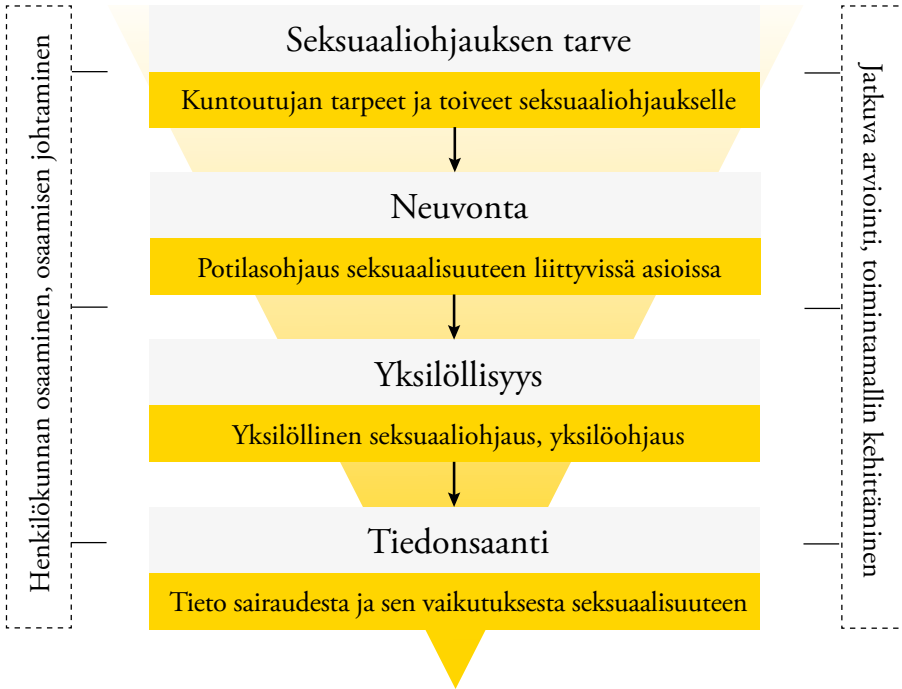 Henkilökunnan osaaminen, osaamisen johtaminen
Seksuaaliohjauksen tarve
Kuntoutujan tarpeet ja toiveet seksuaaliohjaukselle
Neuvonta
Potilasohjaus seksuaalisuuteen liittyvissä asioissa
Yksilöllisyys
Yksilöllinen seksuaaliohjaus, yksilöohjaus
Tiedonsaanti
Tieto sairaudesta ja sen vaikutuksesta seksuaalisuuteen
Jatkuva arviointi, toimintamallin kehittäminen